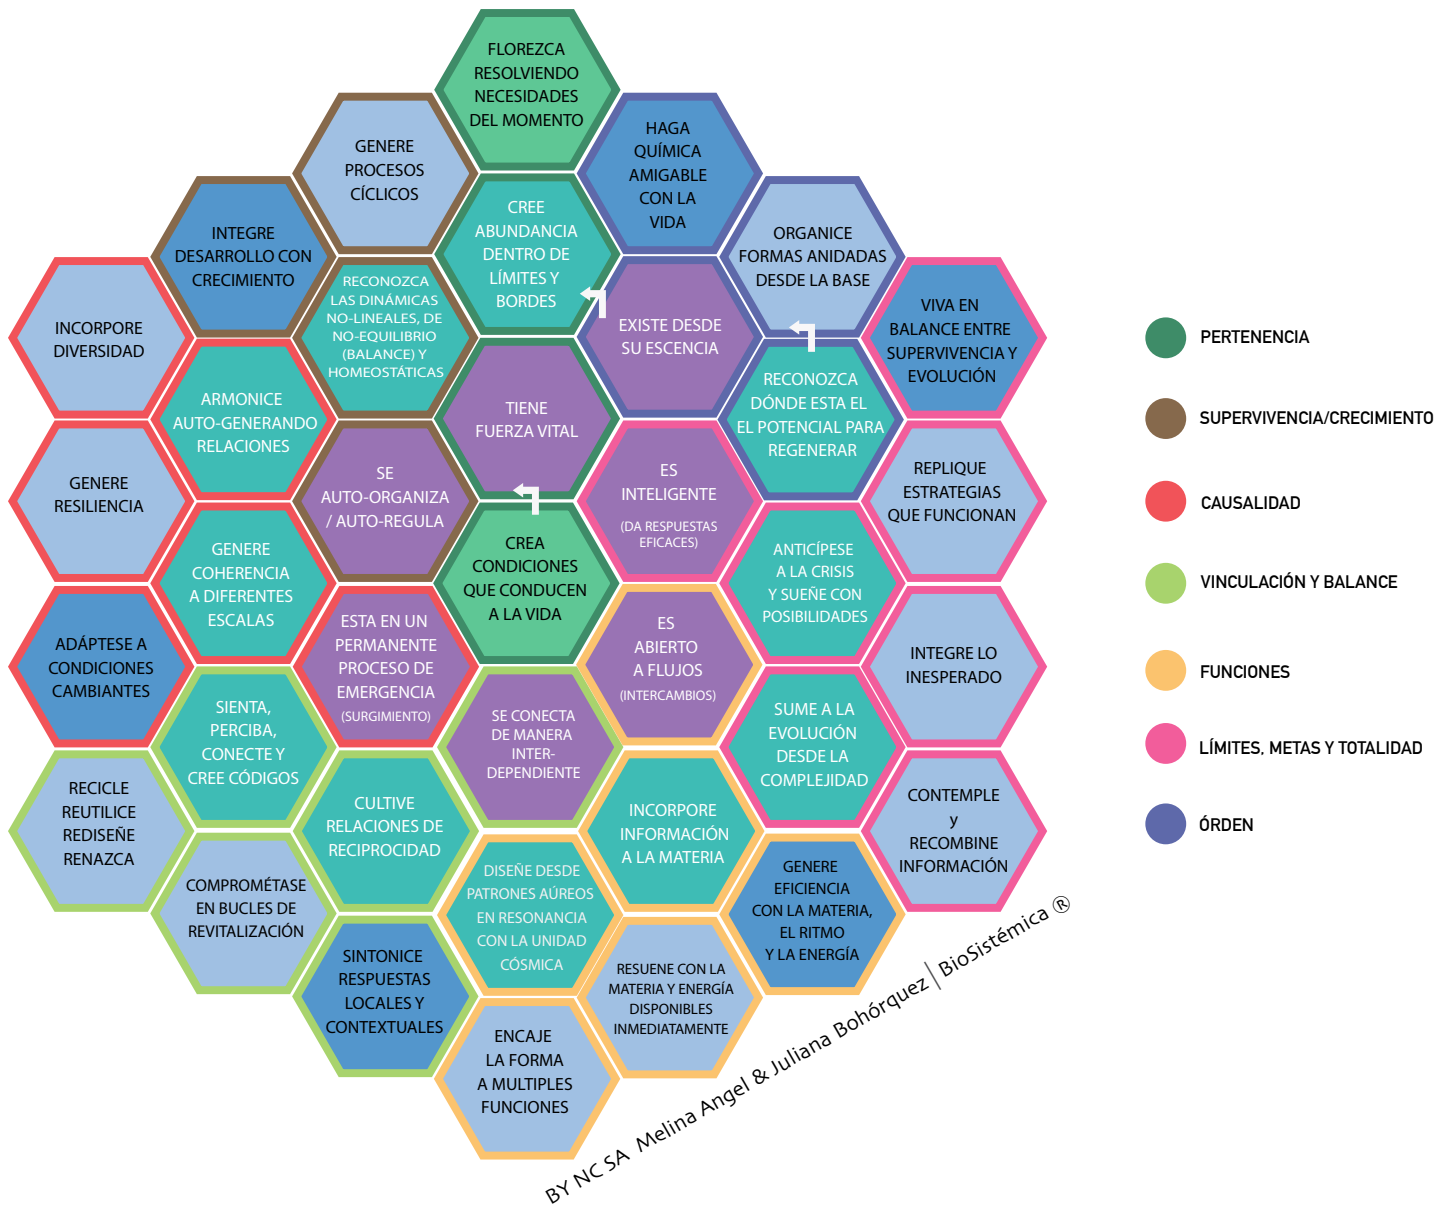 FLOREZCA
RESOLVIENDO
NECESIDADES
DEL MOMENTO
GENERE
PROCESOS
CÍCLICOS
HAGA
QUÍMICA
AMIGABLE
CON LA
VIDA
INTEGRE
DESARROLLO CON
CRECIMIENTO
CREE
ABUNDANCIA
DENTRO DE
LÍMITES Y
BORDES
ORGANICE
FORMAS ANIDADAS
DESDE LA BASE
INCORPORE
DIVERSIDAD
RECONOZCA
LAS DINÁMICAS
NO-LINEALES, DE
NO-EQUILIBRIO
(BALANCE) Y
HOMEOSTÁTICAS
EXISTE DESDE
SU ESCENCIA
VIVA EN
BALANCE ENTRE
SUPERVIVENCIA Y
EVOLUCIÓN
ARMONICE
AUTO-GENERANDO
RELACIONES
TIENE
FUERZA VITAL
RECONOZCA
DÓNDE ESTA EL
EL POTENCIAL PARA
REGENERAR
GENERE
RESILIENCIA
SE
AUTO-ORGANIZA
/ AUTO-REGULA
ES
INTELIGENTE
(DA RESPUESTAS
EFICACES)
REPLIQUE
ESTRATEGIAS
QUE FUNCIONAN
GENERE
COHERENCIA
A DIFERENTES
ESCALAS
CREA
CONDICIONES
QUE CONDUCEN
A LA VIDA
ANTICÍPESE
A LA CRISIS
Y SUEÑE CON
POSIBILIDADES
ADÁPTESE A
CONDICIONES
CAMBIANTES
ESTA EN UN
PERMANENTE
PROCESO DE
EMERGENCIA
(SURGIMIENTO)
ES
ABIERTO
A FLUJOS
(INTERCAMBIOS)
INTEGRE LO
INESPERADO
SIENTA,
PERCIBA,
CONECTE Y
CREE CÓDIGOS
SE CONECTA
DE MANERA
INTER-
DEPENDIENTE
SUME A LA
EVOLUCIÓN
DESDE LA
COMPLEJIDAD
RECICLE
REUTILICE
REDISEÑE
RENAZCA
CULTIVE
RELACIONES DE
RECIPROCIDAD
INCORPORE
INFORMACIÓN
A LA MATERIA
CONTEMPLE
y
RECOMBINE
INFORMACIÓN
COMPROMÉTASE
EN BUCLES DE
REVITALIZACIÓN
DISEÑE DESDE
PATRONES AÚREOS
EN RESONANCIA
CON LA UNIDAD
CÓSMICA
GENERE
EFICIENCIA
CON LA MATERIA,
EL RITMO
Y LA ENERGÍA
SINTONICE
RESPUESTAS
LOCALES Y
CONTEXTUALES
RESUENE CON LA
MATERIA Y ENERGÍA
DISPONIBLES
INMEDIATAMENTE
ENCAJE
LA FORMA
A MULTIPLES
FUNCIONES
BY NC SA Melina Angel & Juliana Bohórquez | BioSistémica ®
PERTENENCIA
SUPERVIVENCIA/CRECIMIENTO
CAUSALIDAD
VINCULACIÓN Y BALANCE
FUNCIONES
LÍMITES, METAS Y TOTALIDAD
ÓRDEN